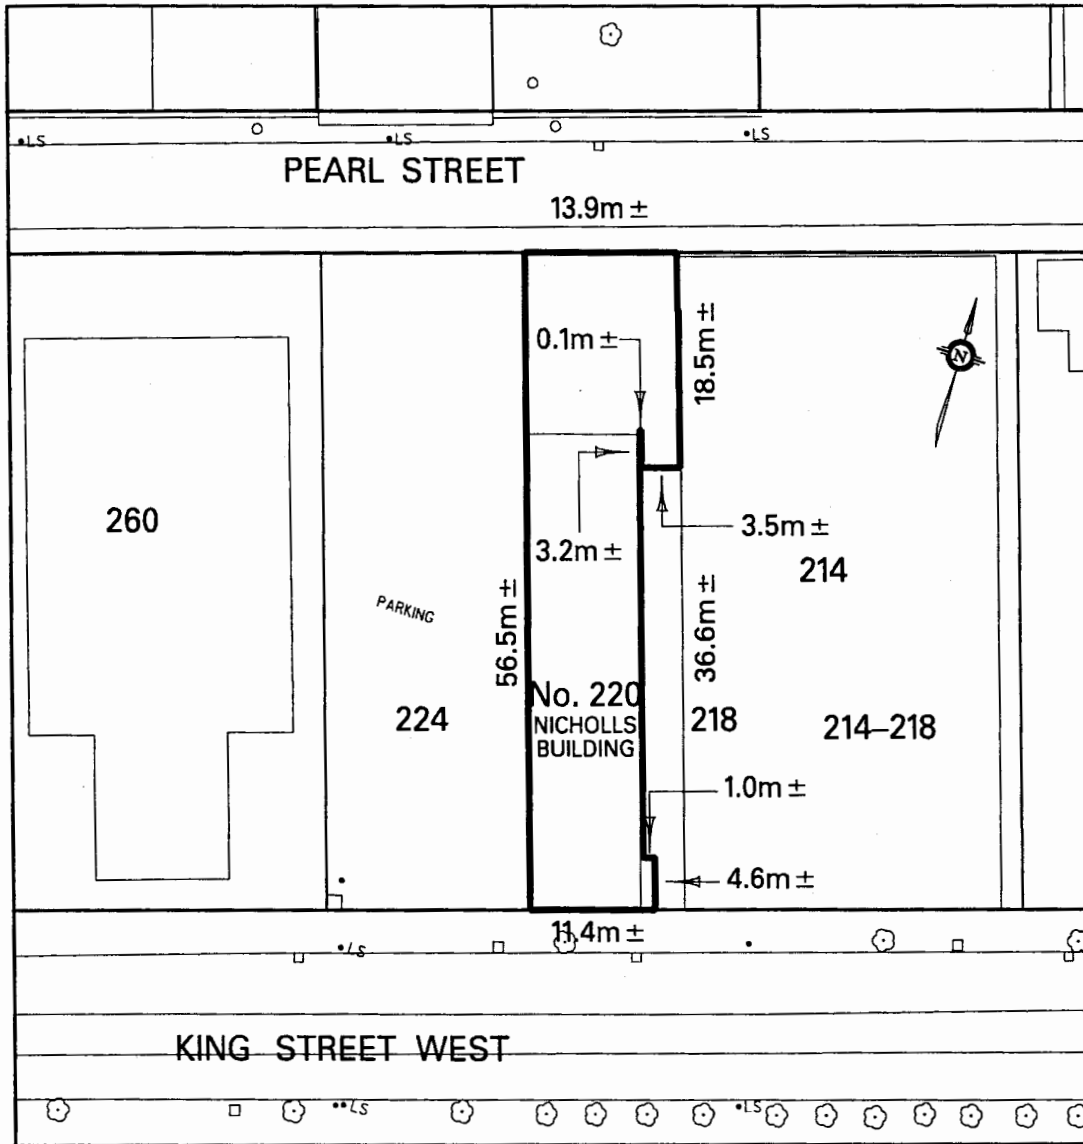 •LS
•LS
•LS
PEARL STREET
13.9m ±
0.1m ±
18.5m ±
N
260
3.2m ±
3.5m ±
214
PARKING
56.5m ±
36.6m ±
No. 220
NICHOLLS
BUILDING
224
218
214–218
1.0m ±
4.6m ±
11.4m ±
•LS
KING STREET WEST
••LS
•LS